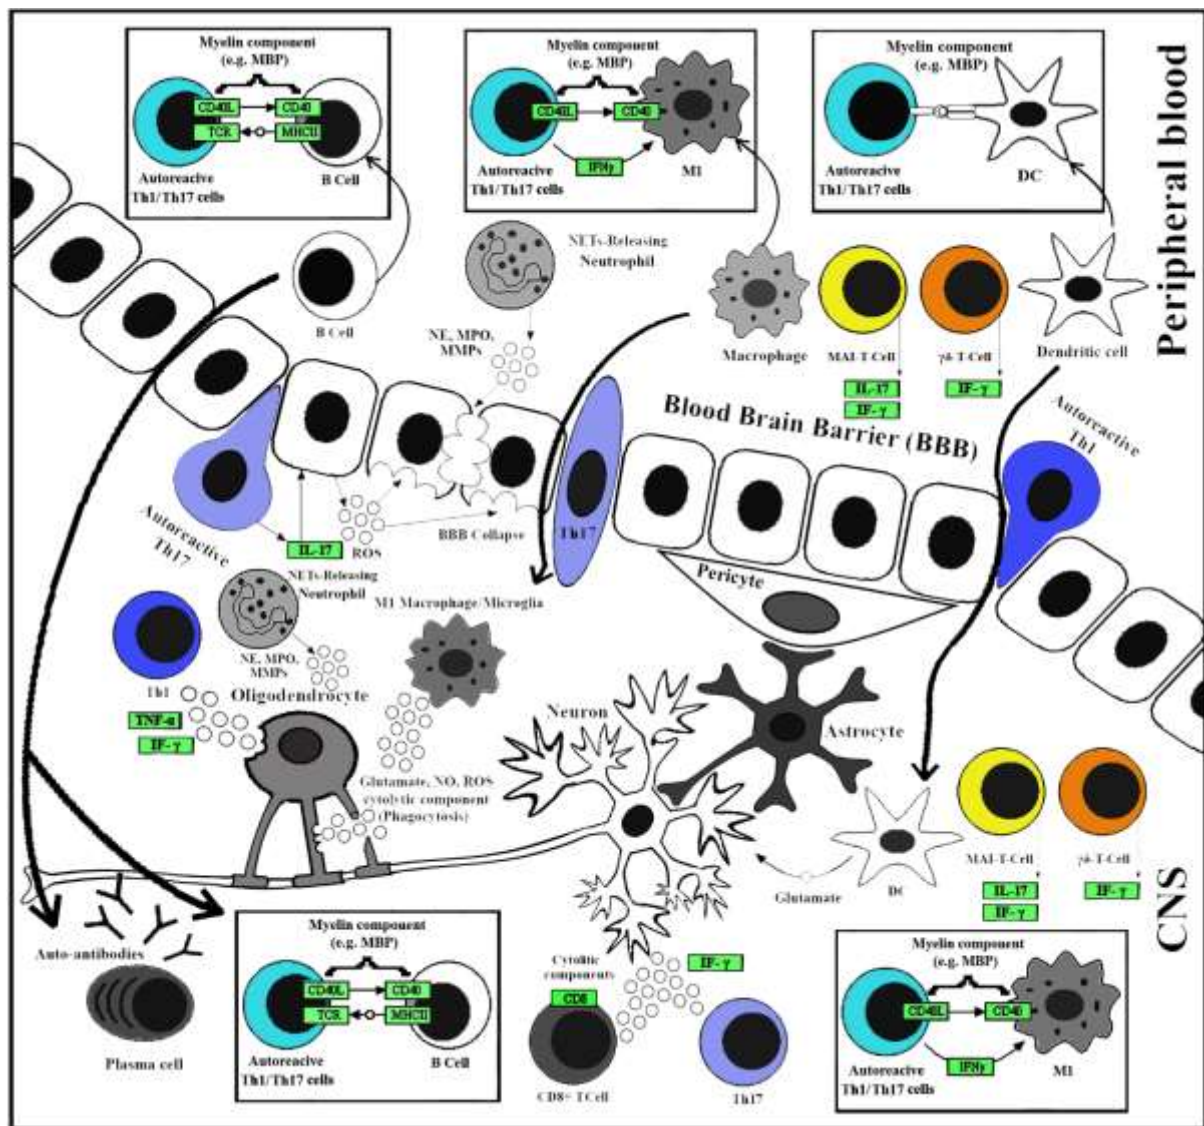 Myelin component
(e.g. MBP)
CD40L
CD40
TCR
MHCII
Autoreacive
Th1/Th17 cells
B Cell
Myelin component
(e.g. MBP)
CD40L
CD40
IFNγ
Autoreacive
Th1/Th17 cells
M1
Myelin component
(e.g. MBP)
Autoreacive
Th1/Th17 cells
DC
Peripheral blood
B Cell
NETs-Releasing
Neutrophil
NE, MPO,
MMPs
Macrophage
MAI-T-Cell
IL-17
IF-γ
γδ-T-Cell
IF-γ
Dendritic cell
Blood Brain Barrier (BBB)
Autoreactive
Th1
Autoreactive
Th17
IL-17
ROS
BBB Collapse
Th17
Pericyte
NETs-Releasing
Neutrophil
NE, MPO,
MMPs
M1 Macrophage/Microglia
Th1
TNF-α
IF-γ
Oligodendrocyte
Neuron
Astrocyte
Glutamate, NO, ROS
cytolytic component
(Phagocytosis)
Glutamate
DC
MAI-T-Cell
IL-17
IF-γ
γδ-T-Cell
IF-γ
CNS
Auto-antibodies
Plasma cell
Myelin component
(e.g. MBP)
CD40L
CD40
TCR
MHCII
Autoreacive
Th1/Th17 cells
B Cell
Cytolitic
components
CD8
CD8+ TCell
IF-γ
Th17
Myelin component
(e.g. MBP)
CD40L
CD40
IFNγ
Autoreacive
Th1/Th17 cells
M1